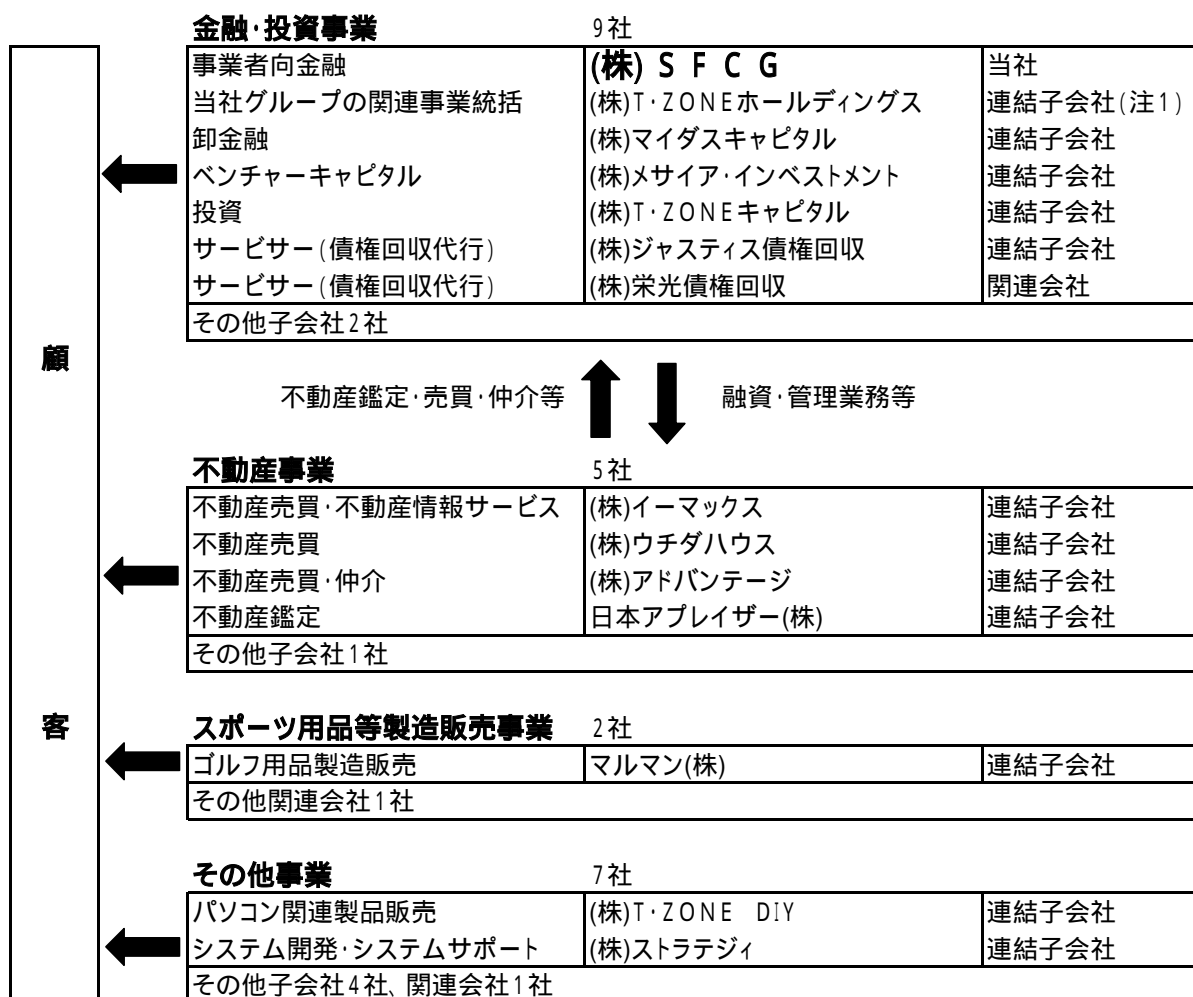 金融・投資事業 9社
事業者向金融 (株)SFCG 当社
当社グループの関連事業統括 (株)T・ZONEホールディングス 連結子会社(注1)
卸金融 (株)マイダスキャピタル 連結子会社
ベンチャーキャピタル (株)メサイア・インベストメント 連結子会社
投資 (株)T・ZONEキャピタル 連結子会社
サービサー(債権回収代行) (株)ジャスティス債権回収 連結子会社
サービサー(債権回収代行) (株)栄光債権回収 関連会社
その他子会社2社
顧
不動産鑑定・売買・仲介等 融資・管理業務等
不動産事業 5社
不動産売買・不動産情報サービス (株)イーマックス 連結子会社
不動産売買 (株)ウチダハウス 連結子会社
不動産売買・仲介 (株)アドバンテージ 連結子会社
不動産鑑定 日本アプレイザー(株) 連結子会社
その他子会社1社
客
スポーツ用品等製造販売事業 2社
ゴルフ用品製造販売 マルマン(株) 連結子会社
その他関連会社1社
その他事業 7社
パソコン関連製品販売 (株)T・ZONE DIY 連結子会社
システム開発・システムサポート (株)ストラテジィ 連結子会社
その他子会社4社、関連会社1社